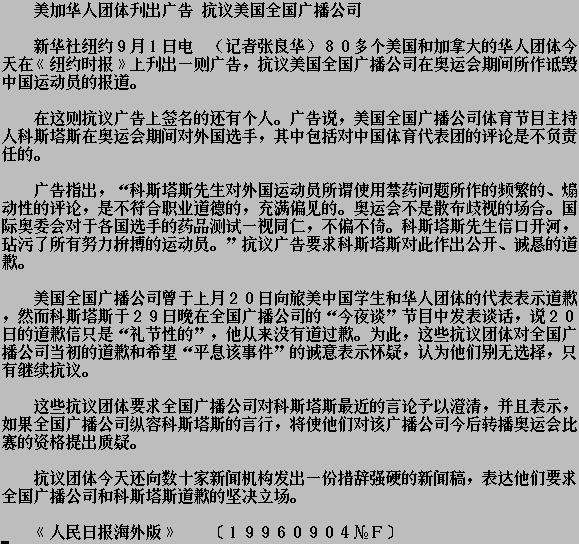 美加华人团体刊出广告 抗议美国全国广播公司
新华社纽约９月１日电 （记者张良华）８０多个美国和加拿大的华人团体今
天在《纽约时报》上刊出一则广告，抗议美国全国广播公司在奥运会期间所作诋毁
中国运动员的报道。
在这则抗议广告上签名的还有个人。广告说，美国全国广播公司体育节目主持
人科斯塔斯在奥运会期间对外国选手，其中包括对中国体育代表团的评论是不负责
任的。
广告指出，“科斯塔斯先生对外国运动员所谓使用禁药问题所作的频繁的、煽
动性的评论，是不符合职业道德的，充满偏见的。奥运会不是散布歧视的场合。国
际奥委会对于各国选手的药品测试一视同仁，不偏不倚。科斯塔斯先生信口开河，
玷污了所有努力拚搏的运动员。”抗议广告要求科斯塔斯对此作出公开、诚恳的道
歉。
美国全国广播公司曾于上月２０日向旅美中国学生和华人团体的代表表示道歉
，然而科斯塔斯于２９日晚在全国广播公司的“今夜谈”节目中发表谈话，说２０
日的道歉信只是“礼节性的”，他从来没有道过歉。为此，这些抗议团体对全国广
播公司当初的道歉和希望“平息该事件”的诚意表示怀疑，认为他们别无选择，只
有继续抗议。
这些抗议团体要求全国广播公司对科斯塔斯最近的言论予以澄清，并且表示，
如果全国广播公司纵容科斯塔斯的言行，将使他们对该广播公司今后转播奥运会比
赛的资格提出质疑。
抗议团体今天还向数十家新闻机构发出一份措辞强硬的新闻稿，表达他们要求
全国广播公司和科斯塔斯道歉的坚决立场。
《人民日报海外版》 〔１９９６０９０４№Ｆ〕